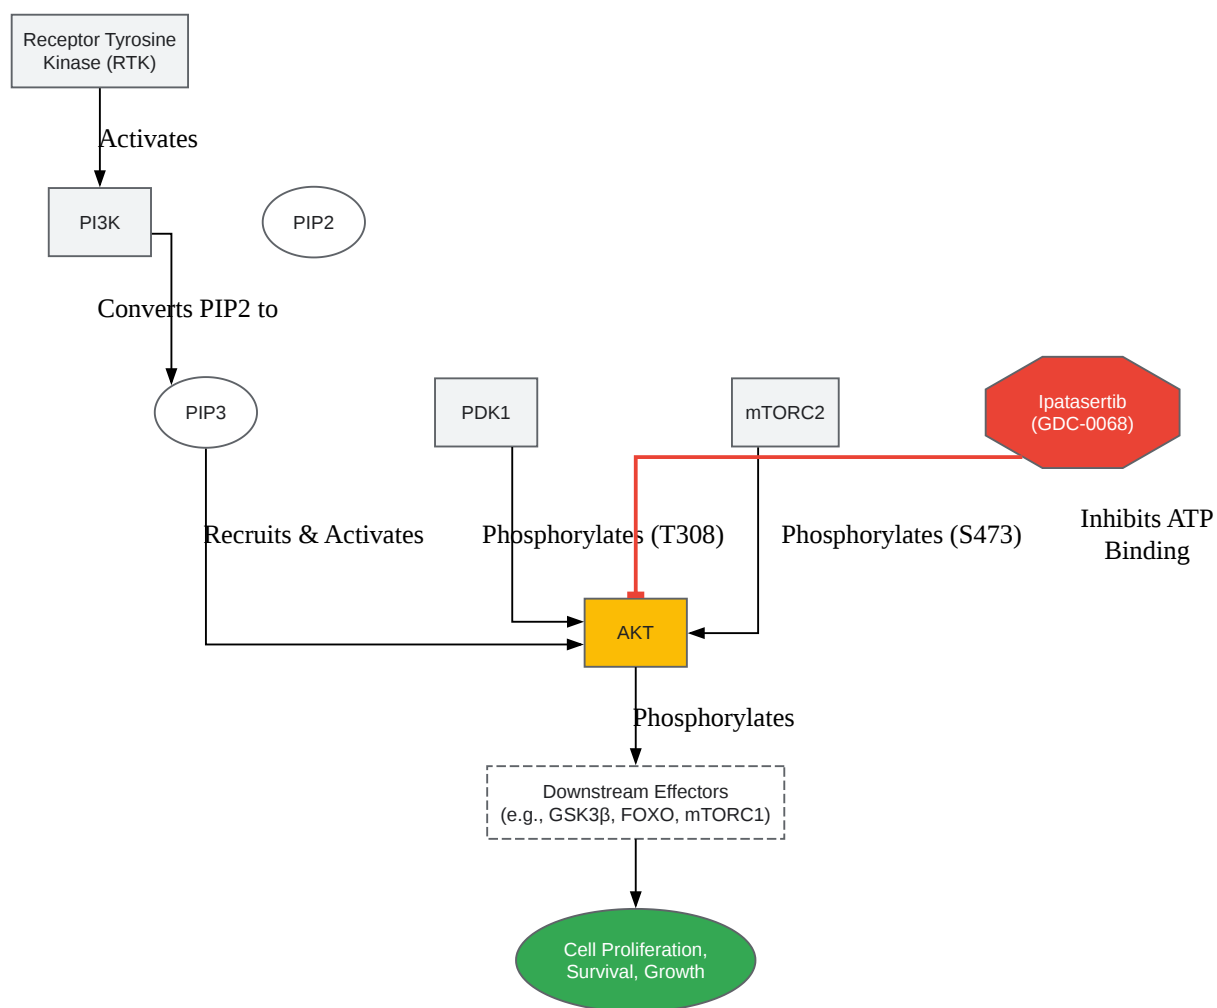 Receptor Tyrosine
Kinase (RTK)
Activates
PI3K
PIP2
Converts PIP2 to
PIP3
PDK1
mTORC2
Ipatasertib
(GDC-0068)
Recruits & Activates
Phosphorylates (T308)
Phosphorylates (S473)
Inhibits ATP
Binding
AKT
Phosphorylates
Downstream Effectors
(e.g., GSK3β, FOXO, mTORC1)
Cell Proliferation,
Survival, Growth